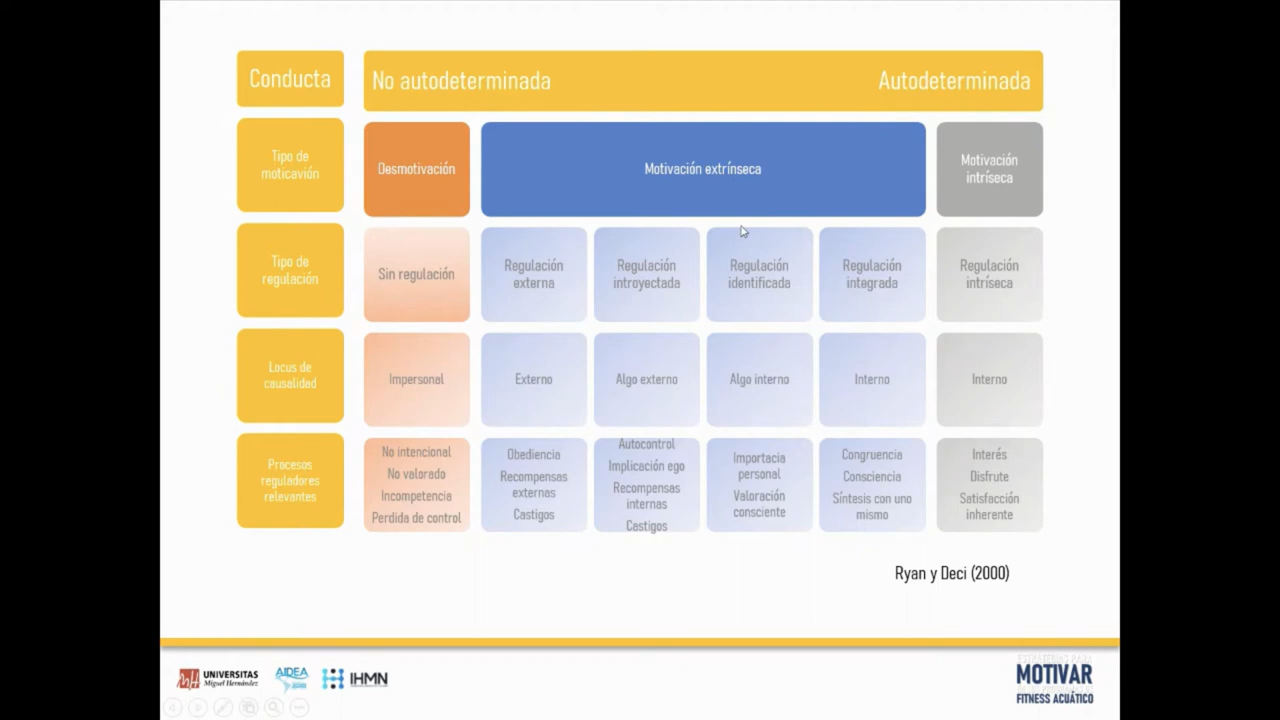 Conducta
No autodeterminada
Autodeterminada
Tipo de
moticavión
Desmotivación
Motivación extrínseca
Motivación
intríseca
Tipo de
regulación
Sin regulación
Regulación
externa
Regulación
introyectada
Regulación
identificada
Regulación
integrada
Regulación
intríseca
Locus de
causalidad
Impersonal
Externo
Algo externo
Algo interno
Interno
Interno
Procesos
reguladores
relevantes
No intencional
No valorado
Incompetencia
Perdida de control
Obediencia
Recompensas
externas
Castigos
Autocontrol
Implicación ego
Recompensas
internas
Castigos
Importacia
personal
Valoración
consciente
Congruencia
Consciencia
Síntesis con uno
mismo
Interés
Disfrute
Satisfacción
inherente
Ryan y Deci (2000)
UNIVERSITAS
Miguel Hernández
AIDEA
IHMN
MOTIVAR
FITNESS ACUÁTICO